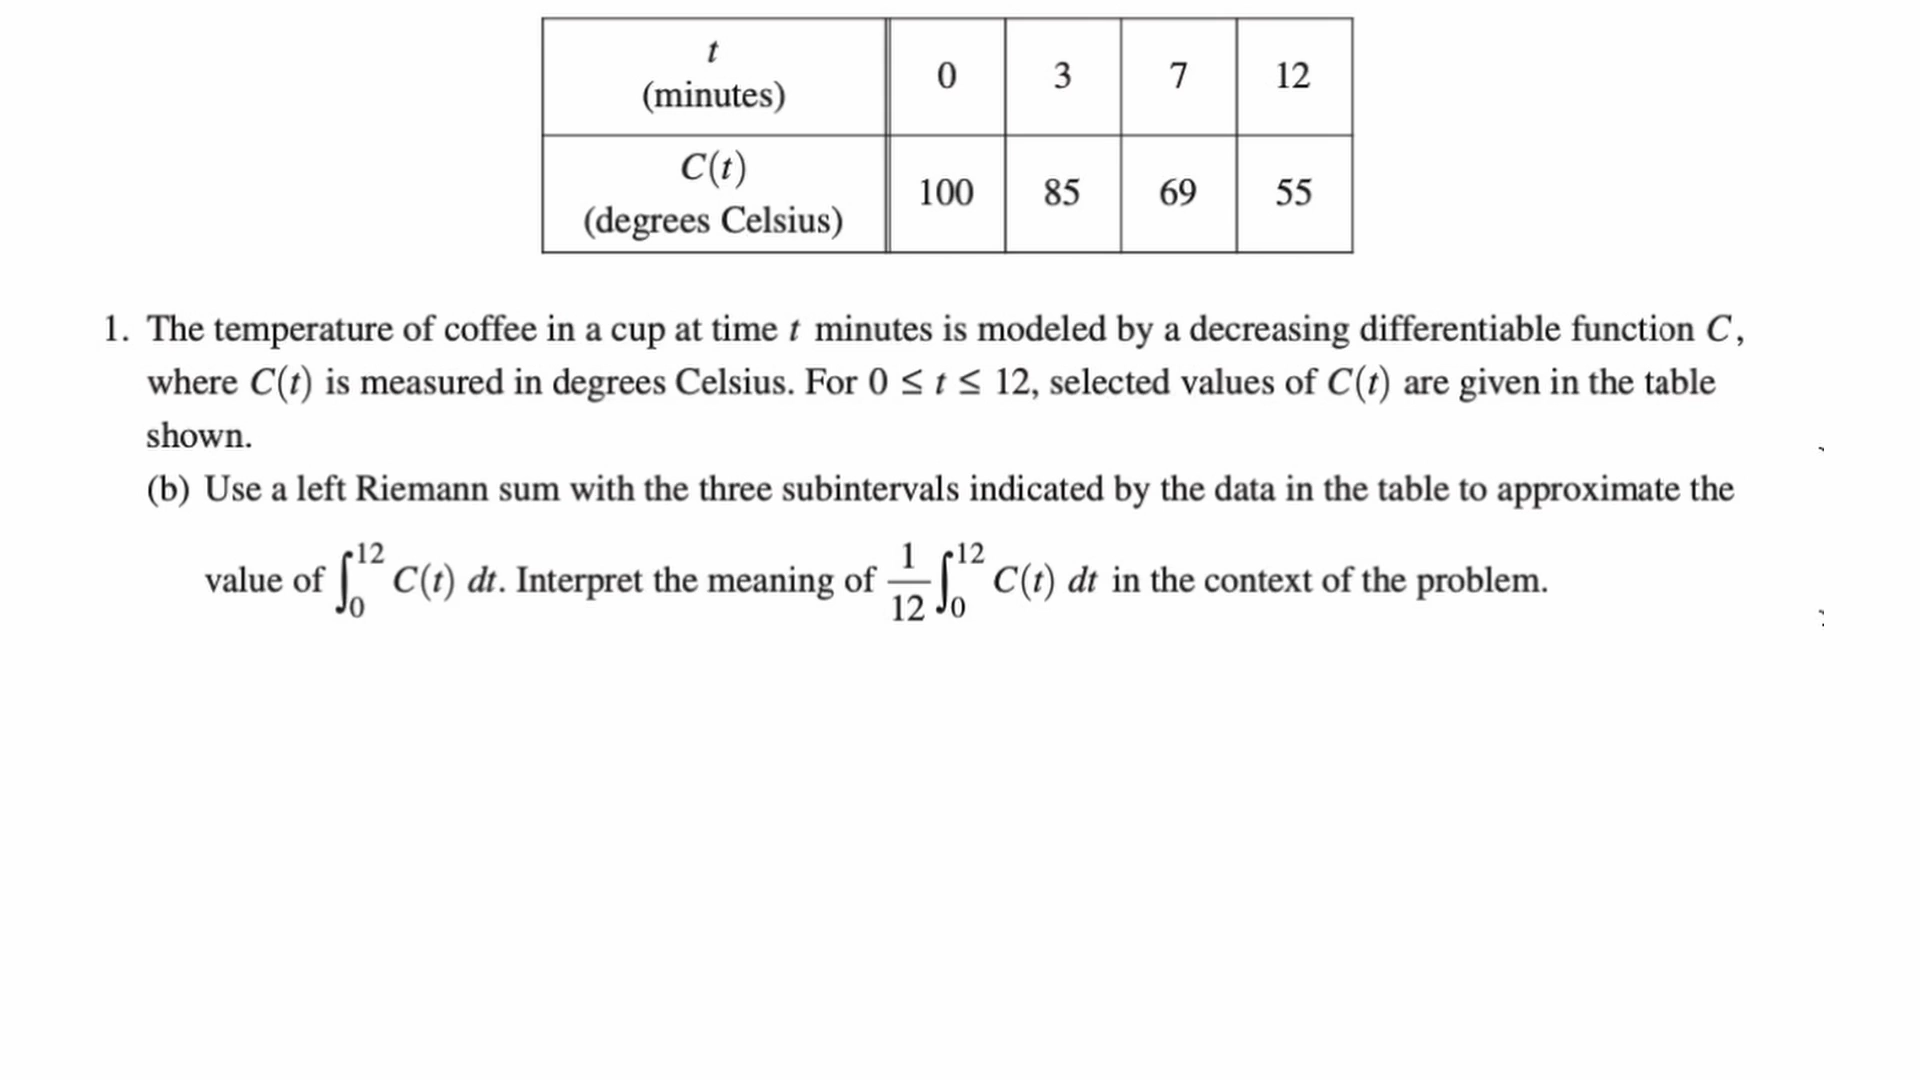 t
(minutes)
0 3 7 12
C(t)
(degrees Celsius)
100 85 69 55
1. The temperature of coffee in a cup at time t minutes is modeled by a decreasing differentiable function C,
where C(t) is measured in degrees Celsius. For 0 ≤ t ≤ 12, selected values of C(t) are given in the table
shown.
(b) Use a left Riemann sum with the three subintervals indicated by the data in the table to approximate the
value of ∫₀¹² C(t) dt. Interpret the meaning of 1/12 ∫₀¹² C(t) dt in the context of the problem.